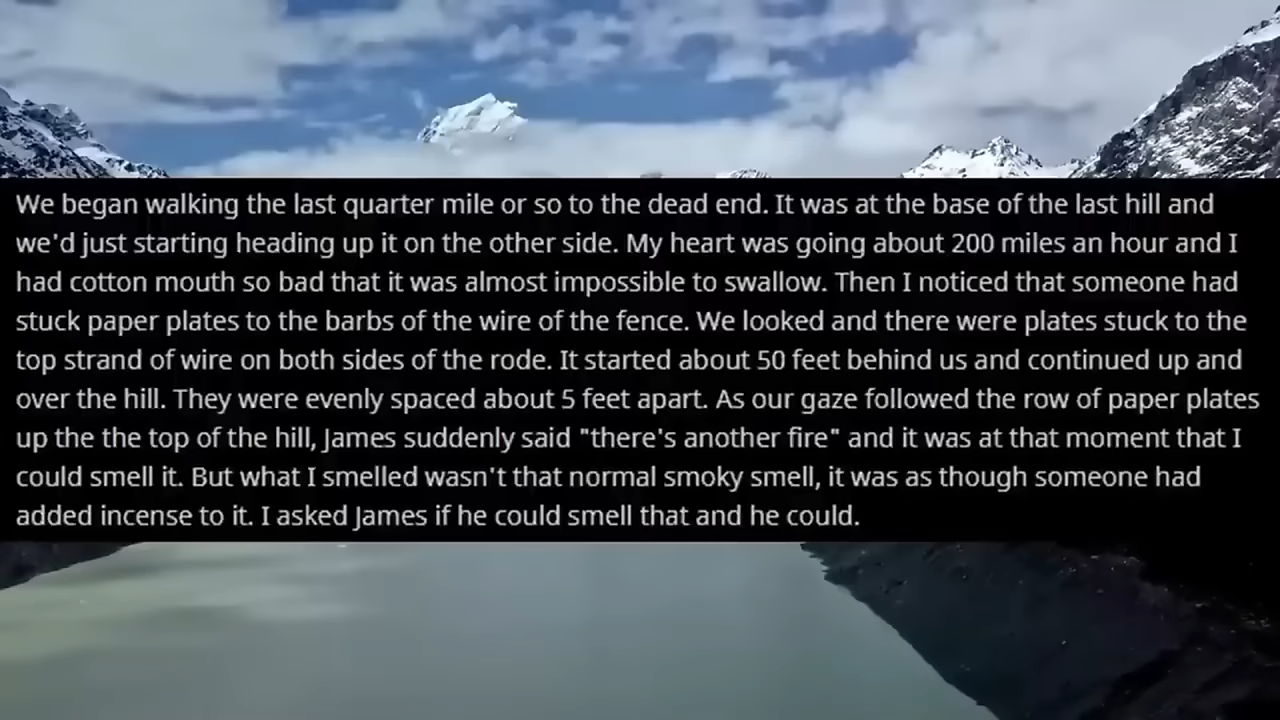 We began walking the last quarter mile or so to the dead end. It was at the base of the last hill and
we'd just starting heading up it on the other side. My heart was going about 200 miles an hour and I
had cotton mouth so bad that it was almost impossible to swallow. Then I noticed that someone had
stuck paper plates to the barbs of the wire of the fence. We looked and there were plates stuck to the
top strand of wire on both sides of the rode. It started about 50 feet behind us and continued up and
over the hill. They were evenly spaced about 5 feet apart. As our gaze followed the row of paper plates
up the the top of the hill, James suddenly said "there's another fire" and it was at that moment that I
could smell it. But what I smelled wasn't that normal smoky smell, it was as though someone had
added incense to it. I asked James if he could smell that and he could.